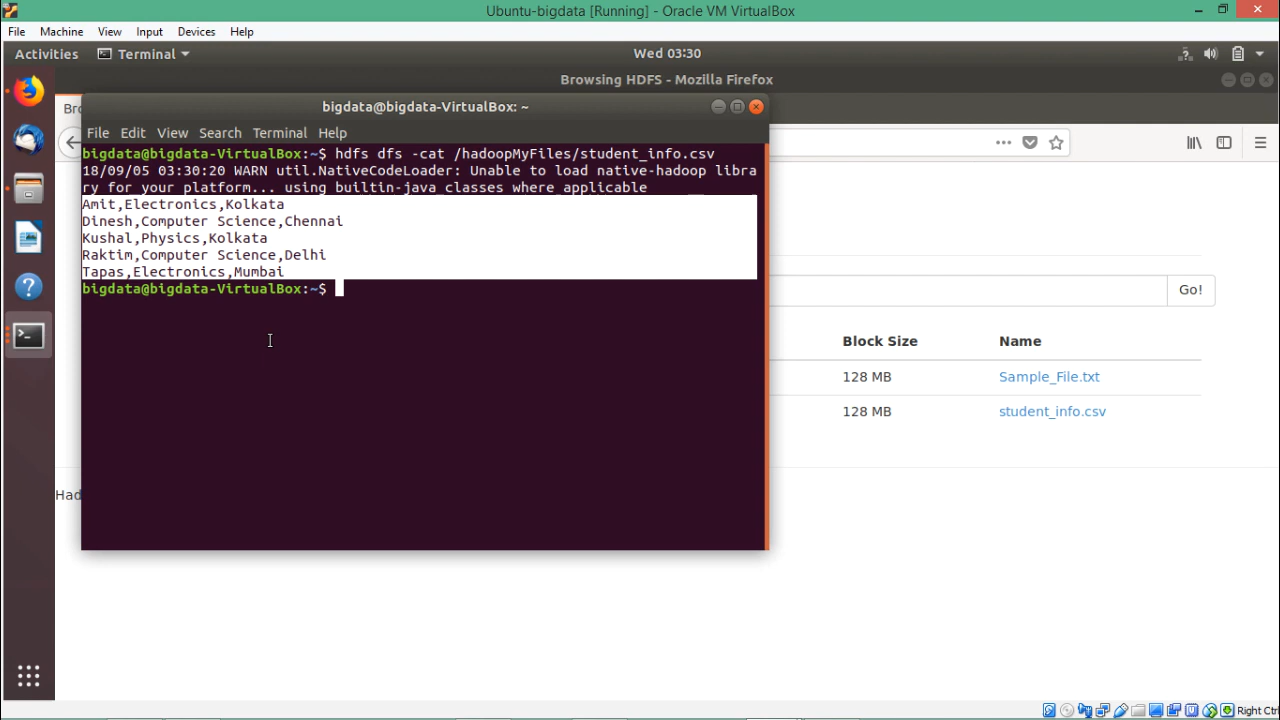 Ubuntu-bigdata [Running] - Oracle VM VirtualBox
File Machine View Input Devices Help
Activities Terminal Wed 03:30
Browsing HDFS - Mozilla Firefox
bigdata@bigdata-VirtualBox: ~
File Edit View Search Terminal Help
bigdata@bigdata-VirtualBox:~$ hdfs dfs -cat /hadoopMyFiles/student_info.csv
18/09/05 03:30:20 WARN util.NativeCodeLoader: Unable to load native-hadoop libra
ry for your platform... using builtin-java classes where applicable
Amit,Electronics,Kolkata
Dinesh,Computer Science,Chennai
Kushal,Physics,Kolkata
Raktim,Computer Science,Delhi
Tapas,Electronics,Mumbai
bigdata@bigdata-VirtualBox:~$
Go!
Block Size Name
128 MB Sample_File.txt
128 MB student_info.csv
Had
Right Ctr